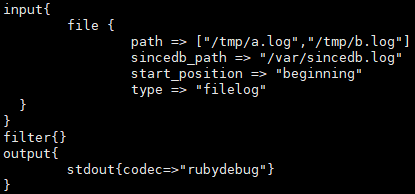 input{
        file {
                path => ["/tmp/a.log","/tmp/b.log"]
                sincedb_path => "/var/sincedb.log"
                start_position => "beginning"
                type => "filelog"
  }
}
filter{}
output{
        stdout{codec=>"rubydebug"}
}